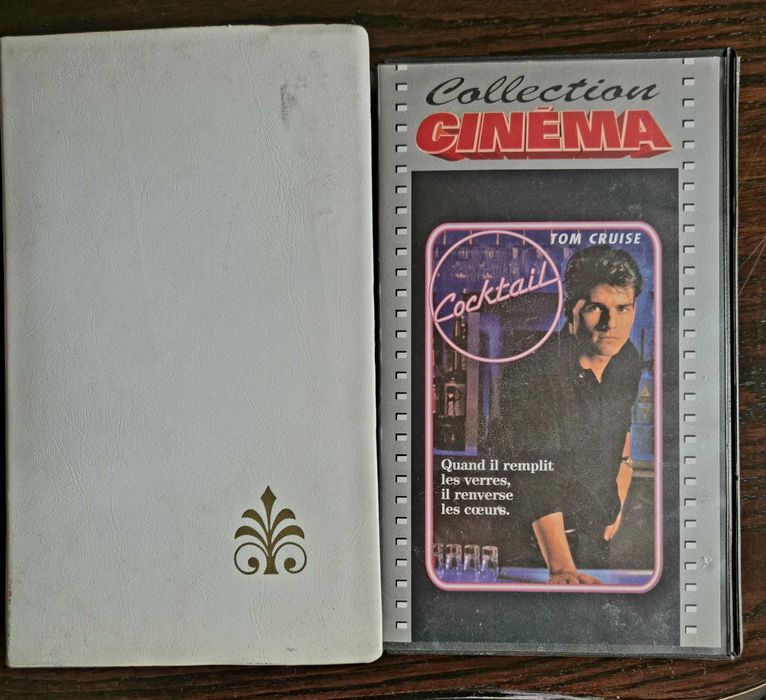 Collection
CINÉMA
TOM CRUISE
Cocktail
Quand il remplit
les verres,
il renverse
les cœurs.